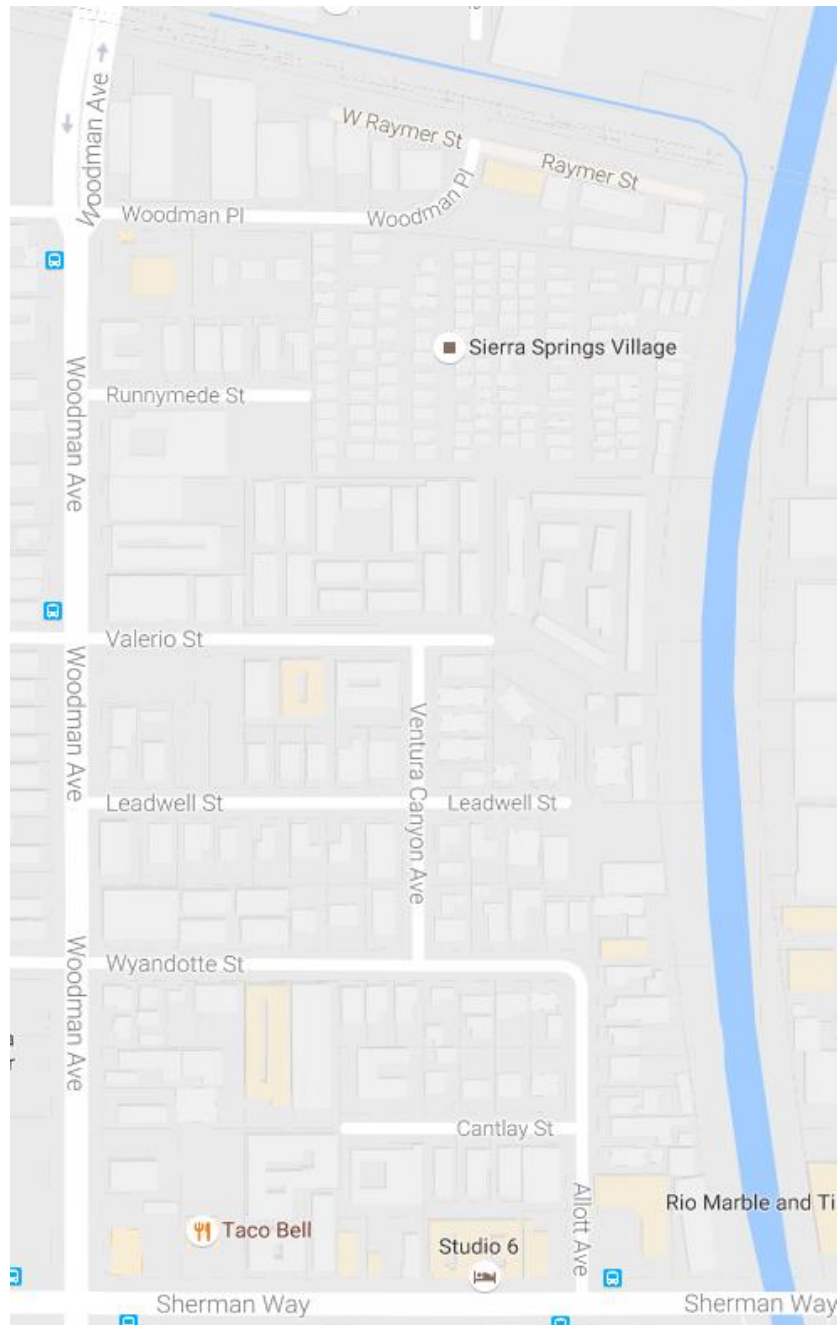 Woodman Ave
W Raymer St
Raymer St
Woodman Pl
Woodman Pl
Sierra Springs Village
Woodman Ave
Runnymede St
Valerio St
Woodman Ave
Ventura Canyon Ave
Leadwell St
Leadwell St
Woodman Ave
Wyandotte St
Cantlay St
Allott Ave
Rio Marble and Ti
Taco Bell
Studio 6
Sherman Way
Sherman Way